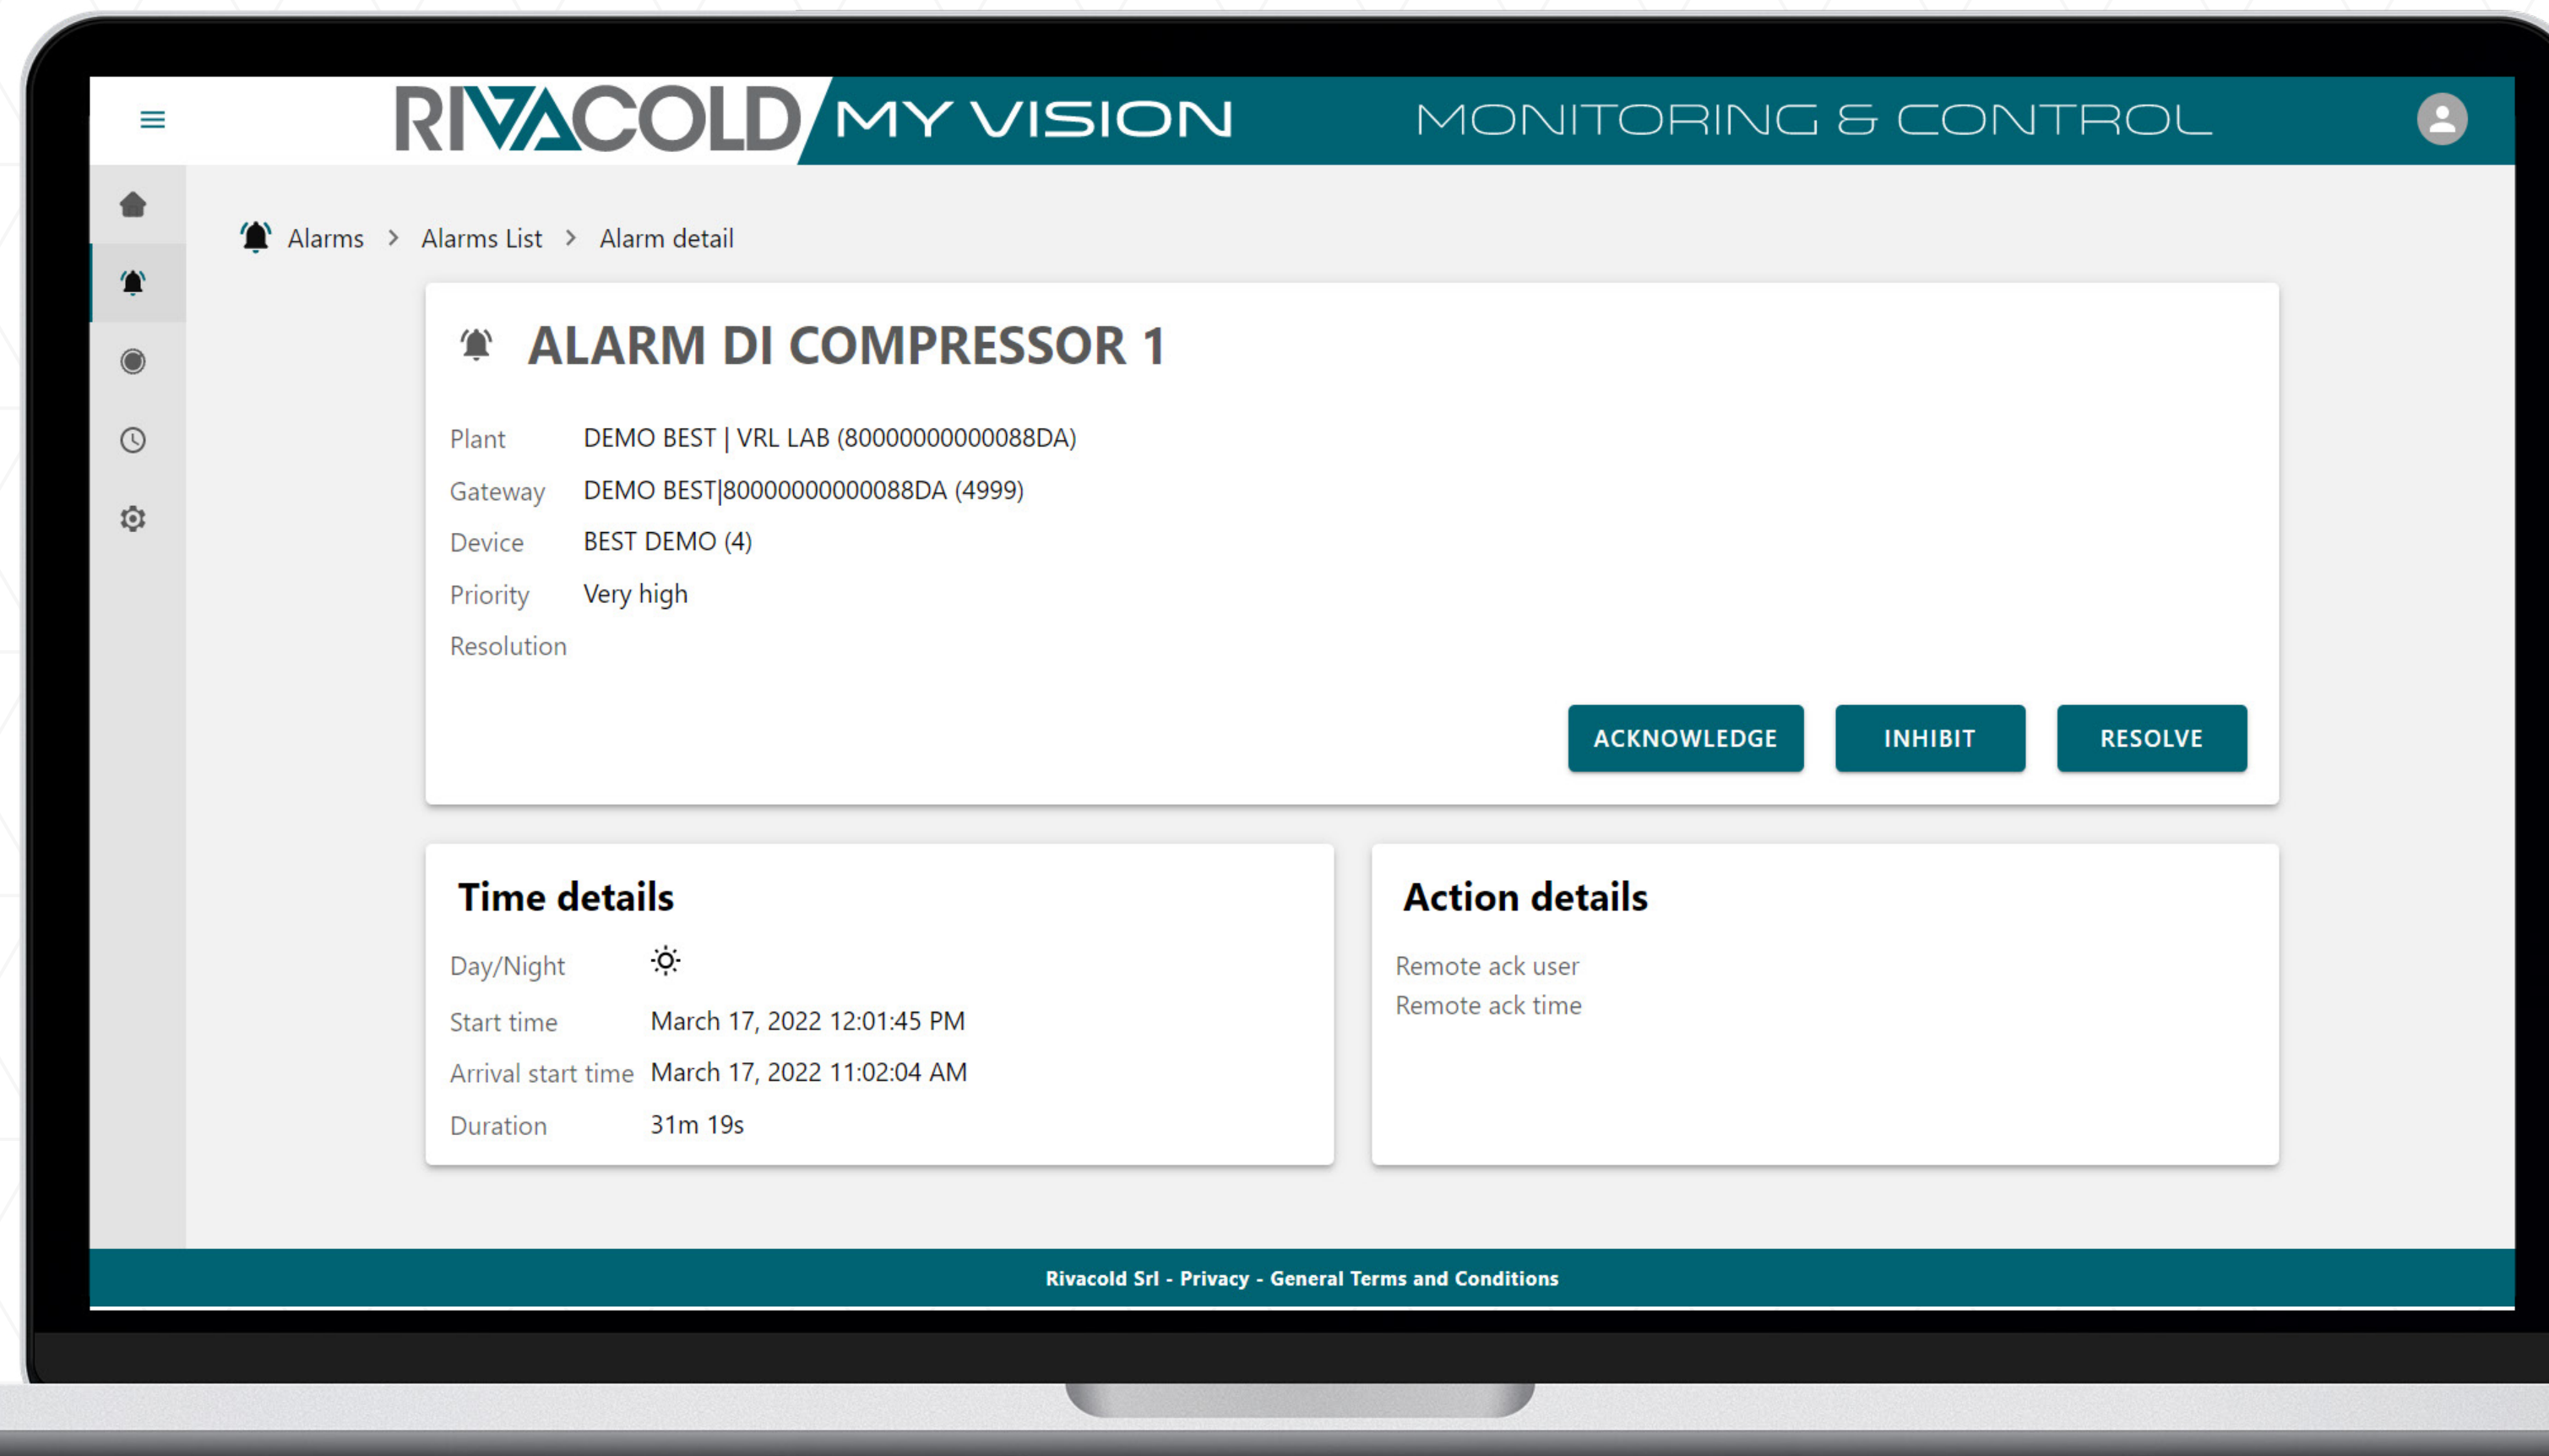 RIVACOLD MY VISION MONITORING & CONTROL
Alarms > Alarms List > Alarm detail
ALARM DI COMPRESSOR 1
Plant DEMO BEST | VRL LAB (80000000000088DA)
Gateway DEMO BEST|80000000000088DA (4999)
Device BEST DEMO (4)
Priority Very high
Resolution
ACKNOWLEDGE INHIBIT RESOLVE
Time details
Day/Night
Start time March 17, 2022 12:01:45 PM
Arrival start time March 17, 2022 11:02:04 AM
Duration 31m 19s
Action details
Remote ack user
Remote ack time
Rivacold Srl - Privacy - General Terms and Conditions